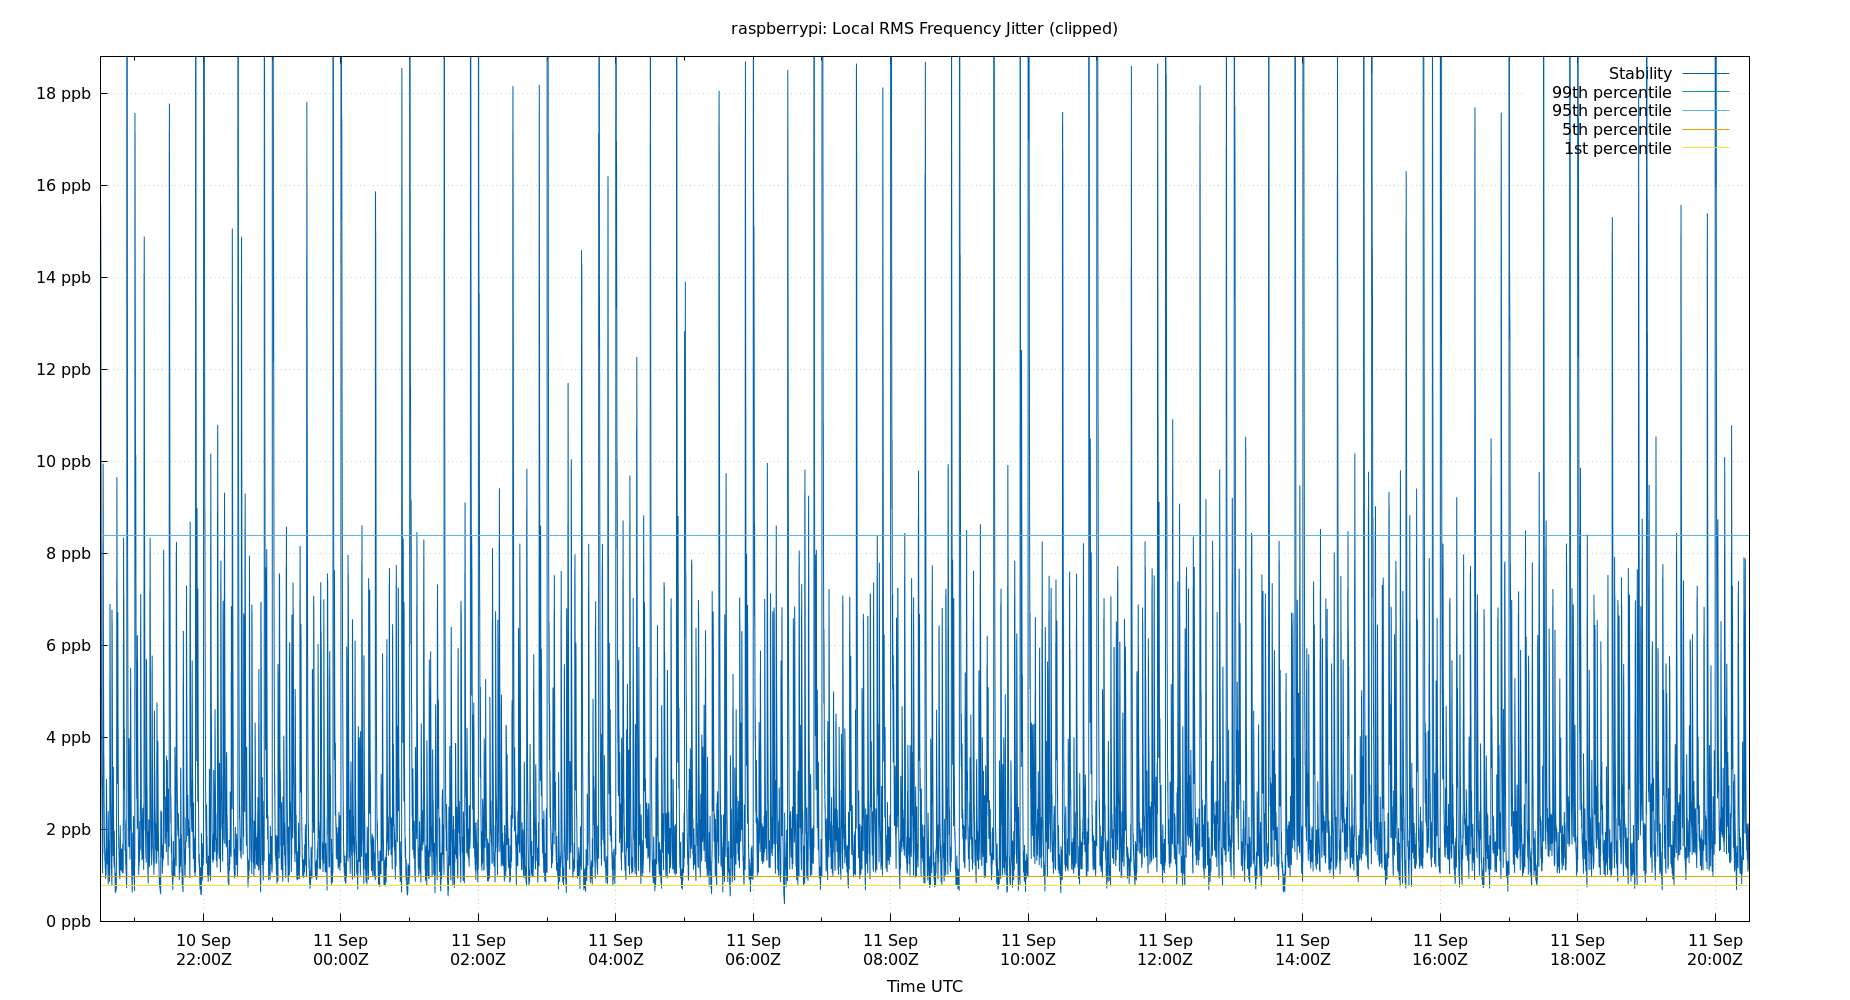 raspberrypi: Local RMS Frequency Jitter (clipped)
Stability
99th percentile
95th percentile
5th percentile
1st percentile
18 ppb
16 ppb
14 ppb
12 ppb
10 ppb
8 ppb
6 ppb
4 ppb
2 ppb
0 ppb
10 Sep 11 Sep 11 Sep 11 Sep 11 Sep 11 Sep 11 Sep 11 Sep 11 Sep 11 Sep 11 Sep 11 Sep
22:00Z 00:00Z 02:00Z 04:00Z 06:00Z 08:00Z 10:00Z 12:00Z 14:00Z 16:00Z 18:00Z 20:00Z
Time UTC